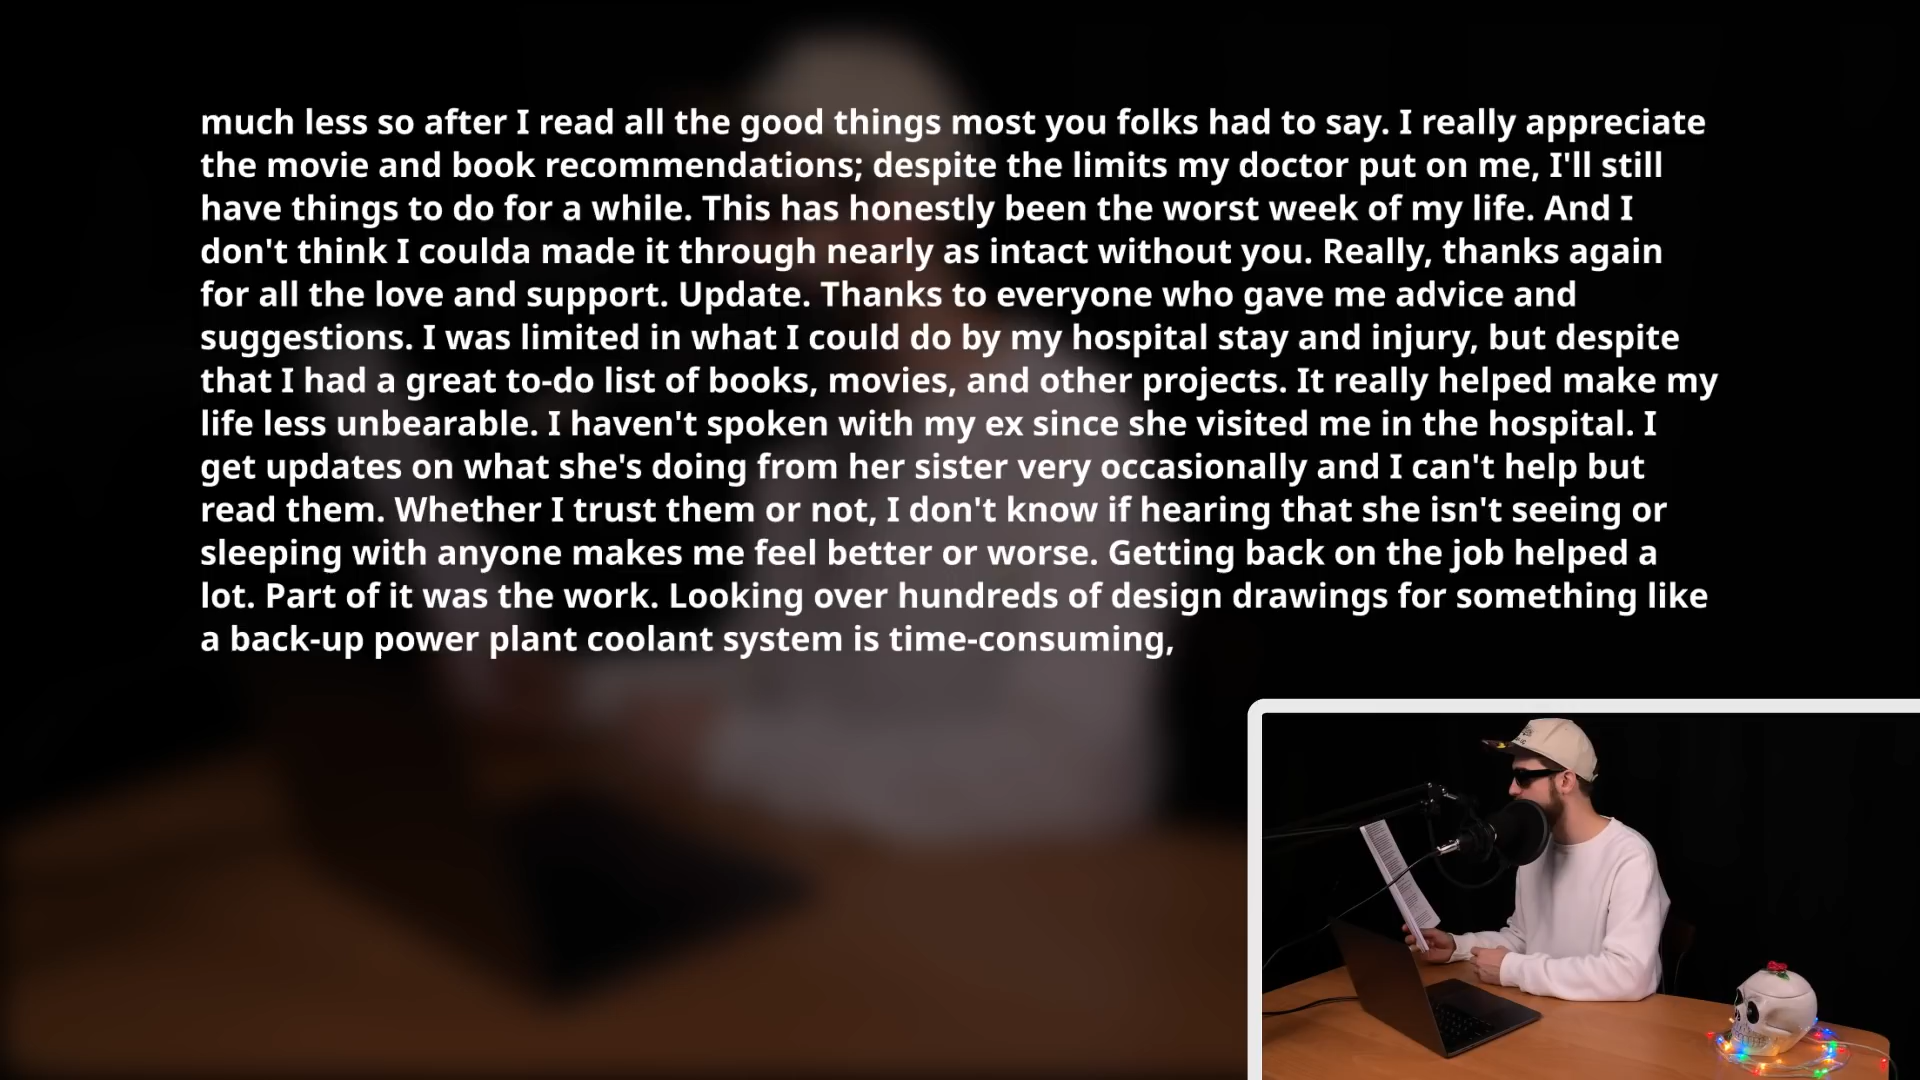 much less so after I read all the good things most you folks had to say. I really appreciate
the movie and book recommendations; despite the limits my doctor put on me, I'll still
have things to do for a while. This has honestly been the worst week of my life. And I
don't think I coulda made it through nearly as intact without you. Really, thanks again
for all the love and support. Update. Thanks to everyone who gave me advice and
suggestions. I was limited in what I could do by my hospital stay and injury, but despite
that I had a great to-do list of books, movies, and other projects. It really helped make my
life less unbearable. I haven't spoken with my ex since she visited me in the hospital. I
get updates on what she's doing from her sister very occasionally and I can't help but
read them. Whether I trust them or not, I don't know if hearing that she isn't seeing or
sleeping with anyone makes me feel better or worse. Getting back on the job helped a
lot. Part of it was the work. Looking over hundreds of design drawings for something like
a back-up power plant coolant system is time-consuming,